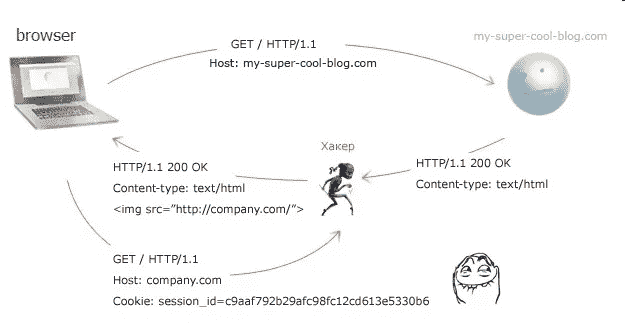 browser
my-super-cool-blog.com
GET / HTTP/1.1
Host: my-super-cool-blog.com
Хакер
HTTP/1.1 200 OK
Content-type: text/html
HTTP/1.1 200 OK
Content-type: text/html
<img src=”http://company.com/”>
GET / HTTP/1.1
Host: company.com
Cookie: session_id=c9aaf792b29afc98fc12cd613e5330b6